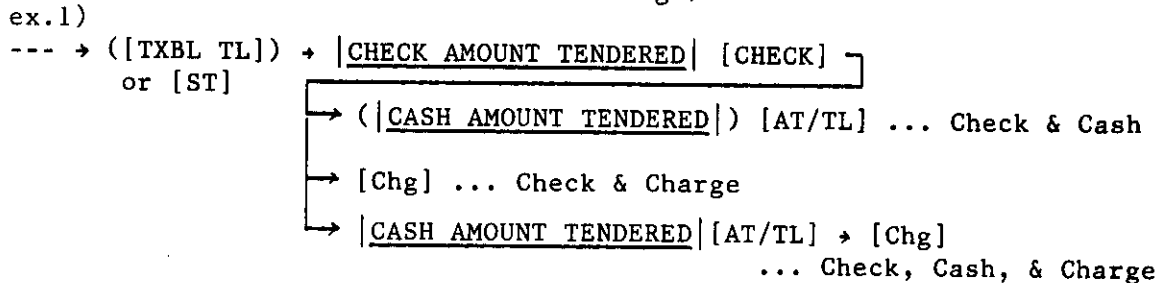 ex.1)
--- → ([TXBL TL]) → |CHECK AMOUNT TENDERED| [CHECK]
or [ST]
→ (|CASH AMOUNT TENDERED|) [AT/TL] ... Check & Cash
→ [Chg] ... Check & Charge
→ |CASH AMOUNT TENDERED| [AT/TL] → [Chg]
... Check, Cash, & Charge